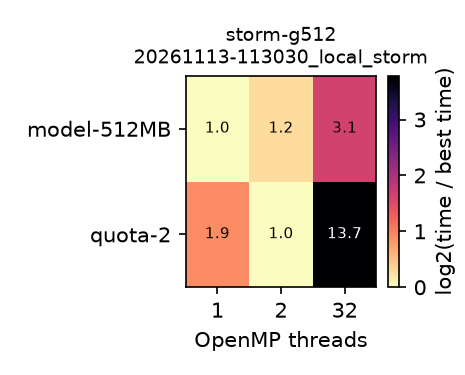 storm-g512
20261113-113030_local_storm
model-512MB
1.0 1.2 3.1
quota-2
1.9 1.0 13.7
1 2 32
OpenMP threads
3
2
1
0
log2(time / best time)